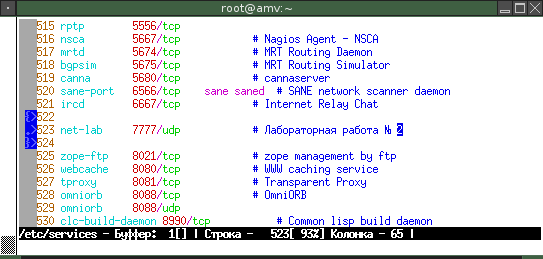 root@amv: ~
515 rptp 5556/tcp
516 nsca 5667/tcp # Nagios Agent - NSCA
517 mrtd 5674/tcp # MRT Routing Daemon
518 bgpsim 5675/tcp # MRT Routing Simulator
519 canna 5680/tcp # cannaserver
520 sane-port 6566/tcp sane saned # SANE network scanner daemon
521 ircd 6667/tcp # Internet Relay Chat
{>522
.>523 net-lab 7777/udp # Лабораторная работа № 2
}>524
525 zope-ftp 8021/tcp # zope management by ftp
526 webcache 8080/tcp # WWW caching service
527 tproxy 8081/tcp # Transparent Proxy
528 omniorb 8088/tcp # OmniORB
529 omniorb 8088/udp
530 clc-build-daemon 8990/tcp # Common lisp build daemon
/etc/services - Буффер: 1[] | Строка - 523[ 93%] Колонка - 65 |